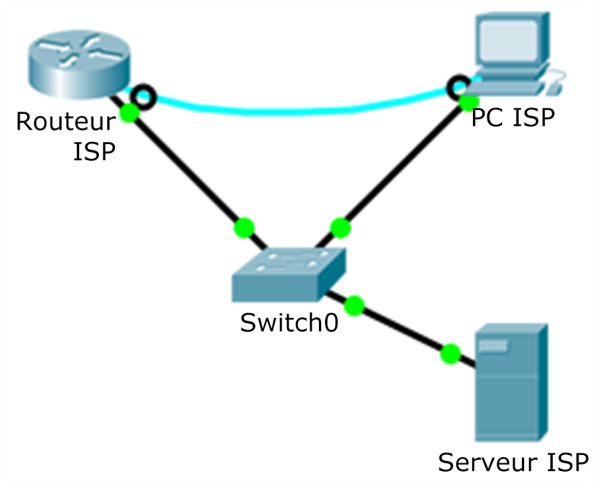 Routeur
ISP
PC ISP
Switch0
Serveur ISP